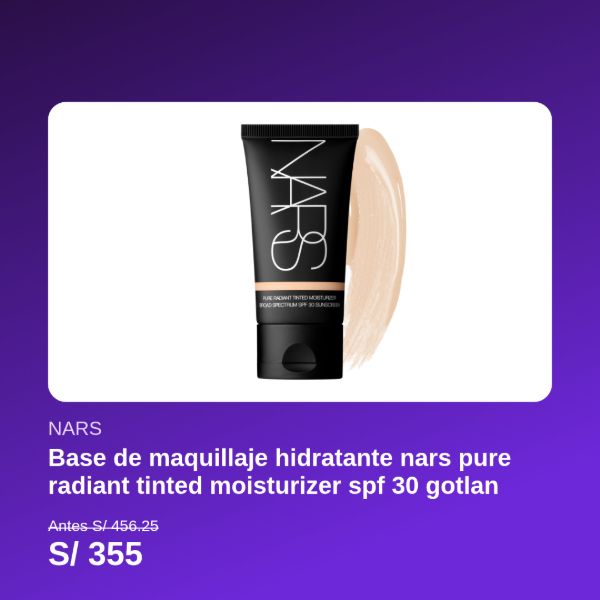 NARS
PURE RADIANT TINTED MOISTURIZER
BROAD SPECTRUM SPF 30 SUNSCREEN
NARS
Base de maquillaje hidratante nars pure
radiant tinted moisturizer spf 30 gotlan
Antes S/ 456.25
S/ 355